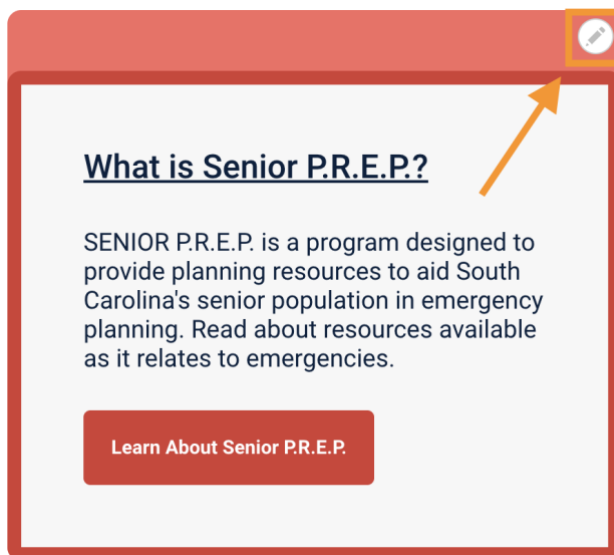 What is Senior P.R.E.P.?
SENIOR P.R.E.P. is a program designed to
provide planning resources to aid South
Carolina's senior population in emergency
planning. Read about resources available
as it relates to emergencies.
Learn About Senior P.R.E.P.